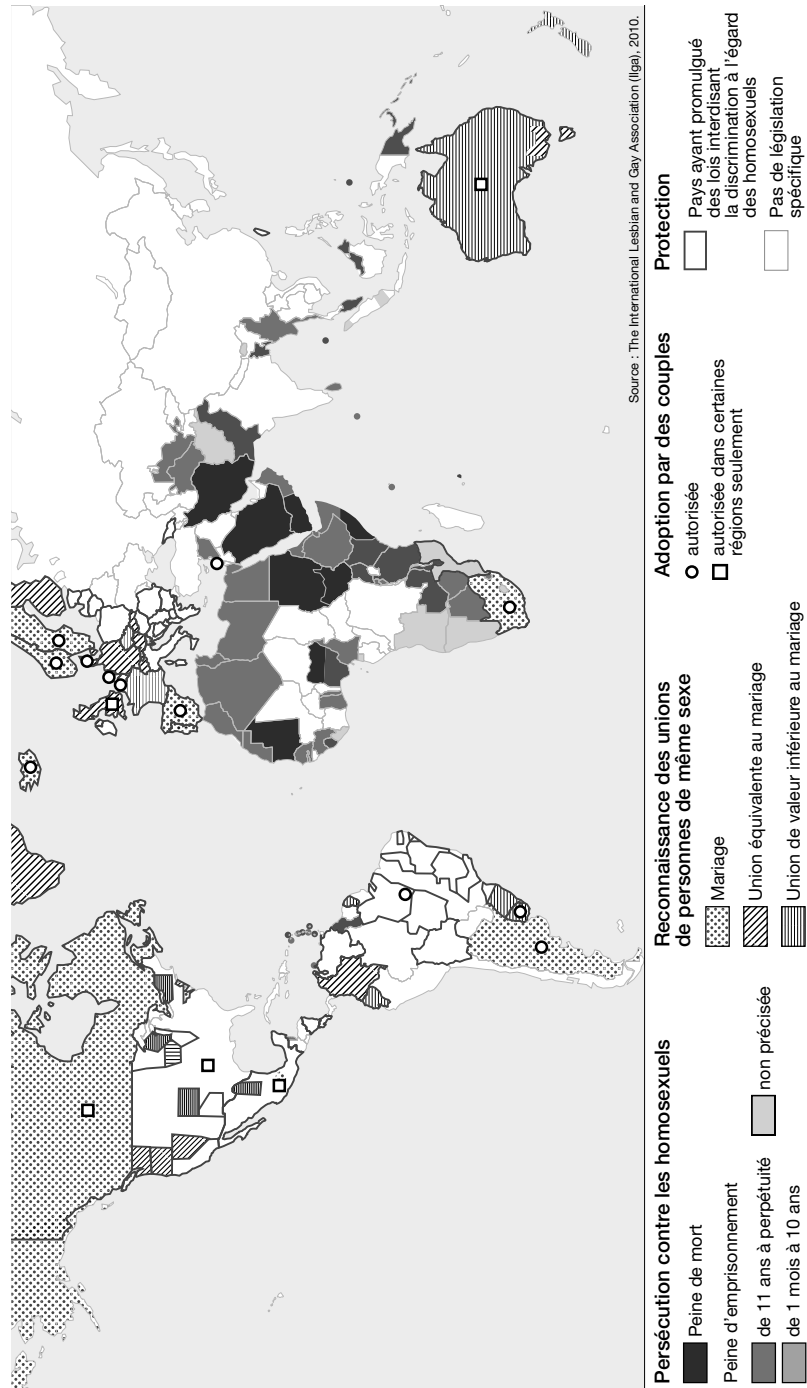 Source : The International Lesbian and Gay Association (Ilga), 2010.
Persécution contre les homosexuels
Peine de mort
Peine d'emprisonnement
de 11 ans à perpétuité
de 1 mois à 10 ans
non précisée
Reconnaissance des unions
de personnes de même sexe
Mariage
Union équivalente au mariage
Union de valeur inférieure au mariage
Adoption par des couples
autorisée
autorisée dans certaines
régions seulement
Protection
Pays ayant promulgué
des lois interdisant
la discrimination à l'égard
des homosexuels
Pas de législation
spécifique